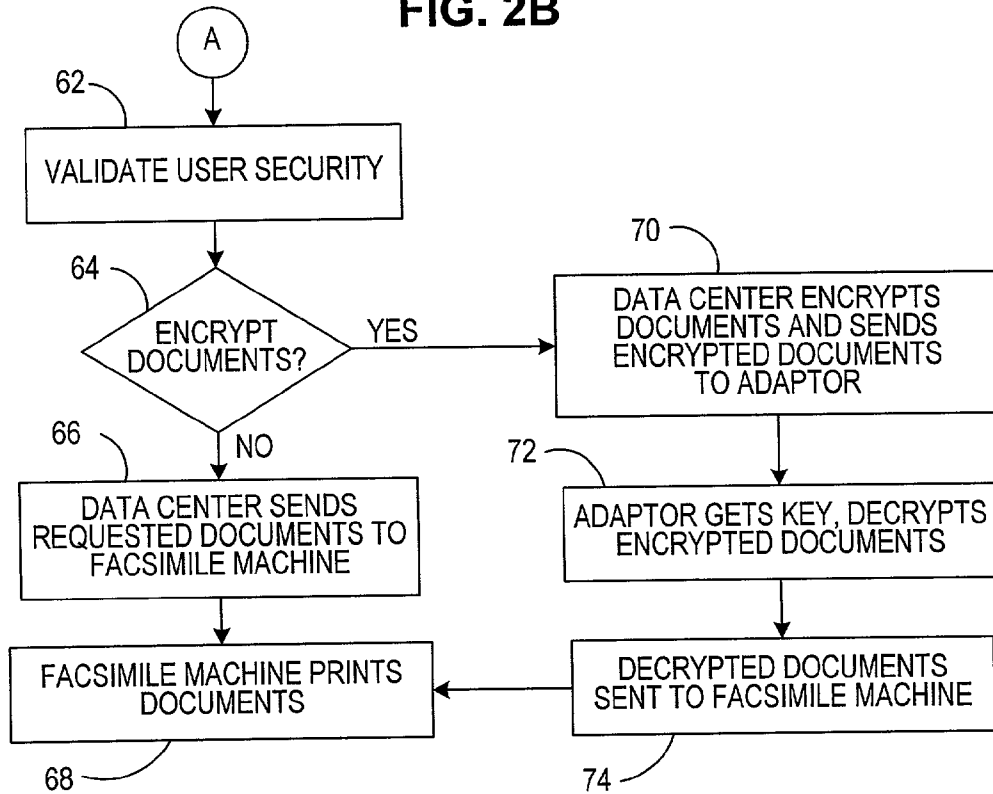 FIG. 2B
A
62
VALIDATE USER SECURITY
64
ENCRYPT
DOCUMENTS?
YES
NO
66
DATA CENTER SENDS
REQUESTED DOCUMENTS TO
FACSIMILE MACHINE
FACSIMILE MACHINE PRINTS
DOCUMENTS
68
70
DATA CENTER ENCRYPTS
DOCUMENTS AND SENDS
ENCRYPTED DOCUMENTS
TO ADAPTOR
72
ADAPTOR GETS KEY, DECRYPTS
ENCRYPTED DOCUMENTS
DECRYPTED DOCUMENTS
SENT TO FACSIMILE MACHINE
74